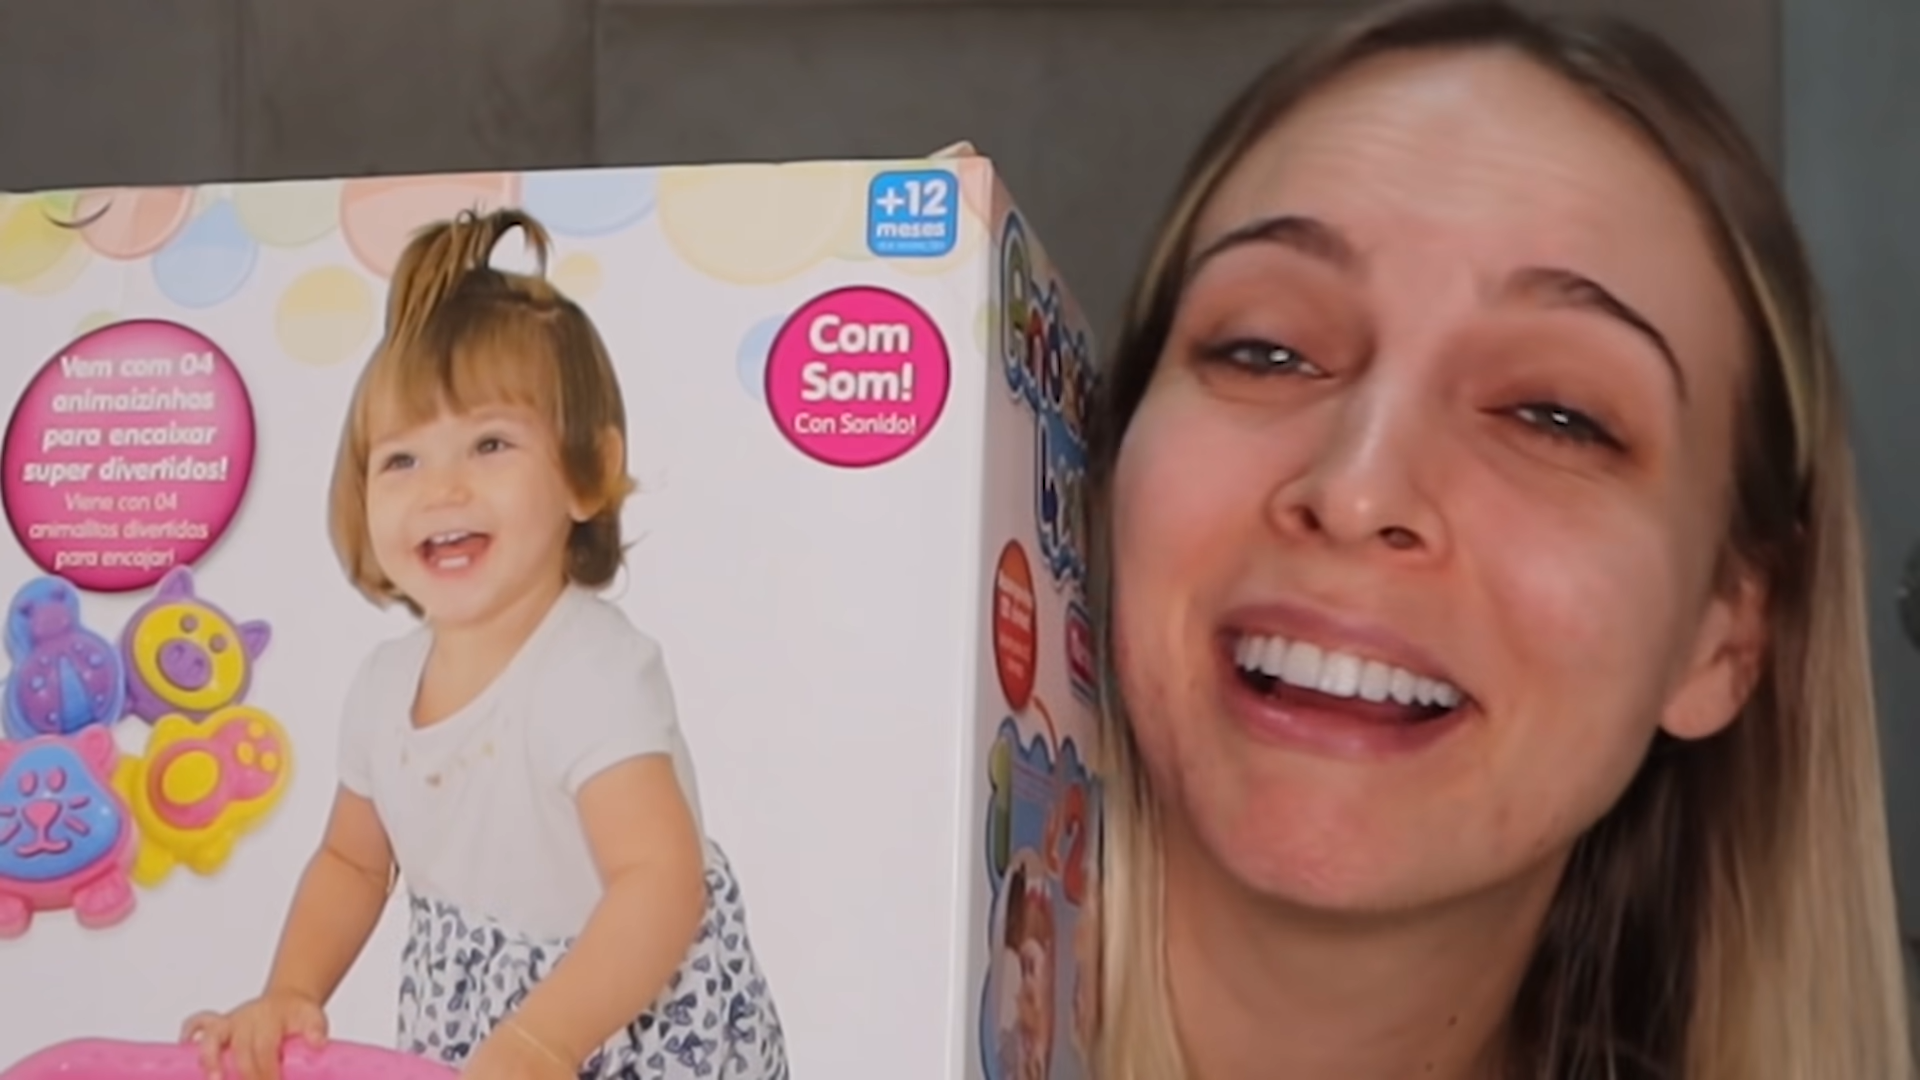 +12
meses
Com
Som!
Con Sonido!
Vem com 04
animaizinhos
para encaixar
super divertidos!
Viene con 04
animalitos divertidos
para encajar!